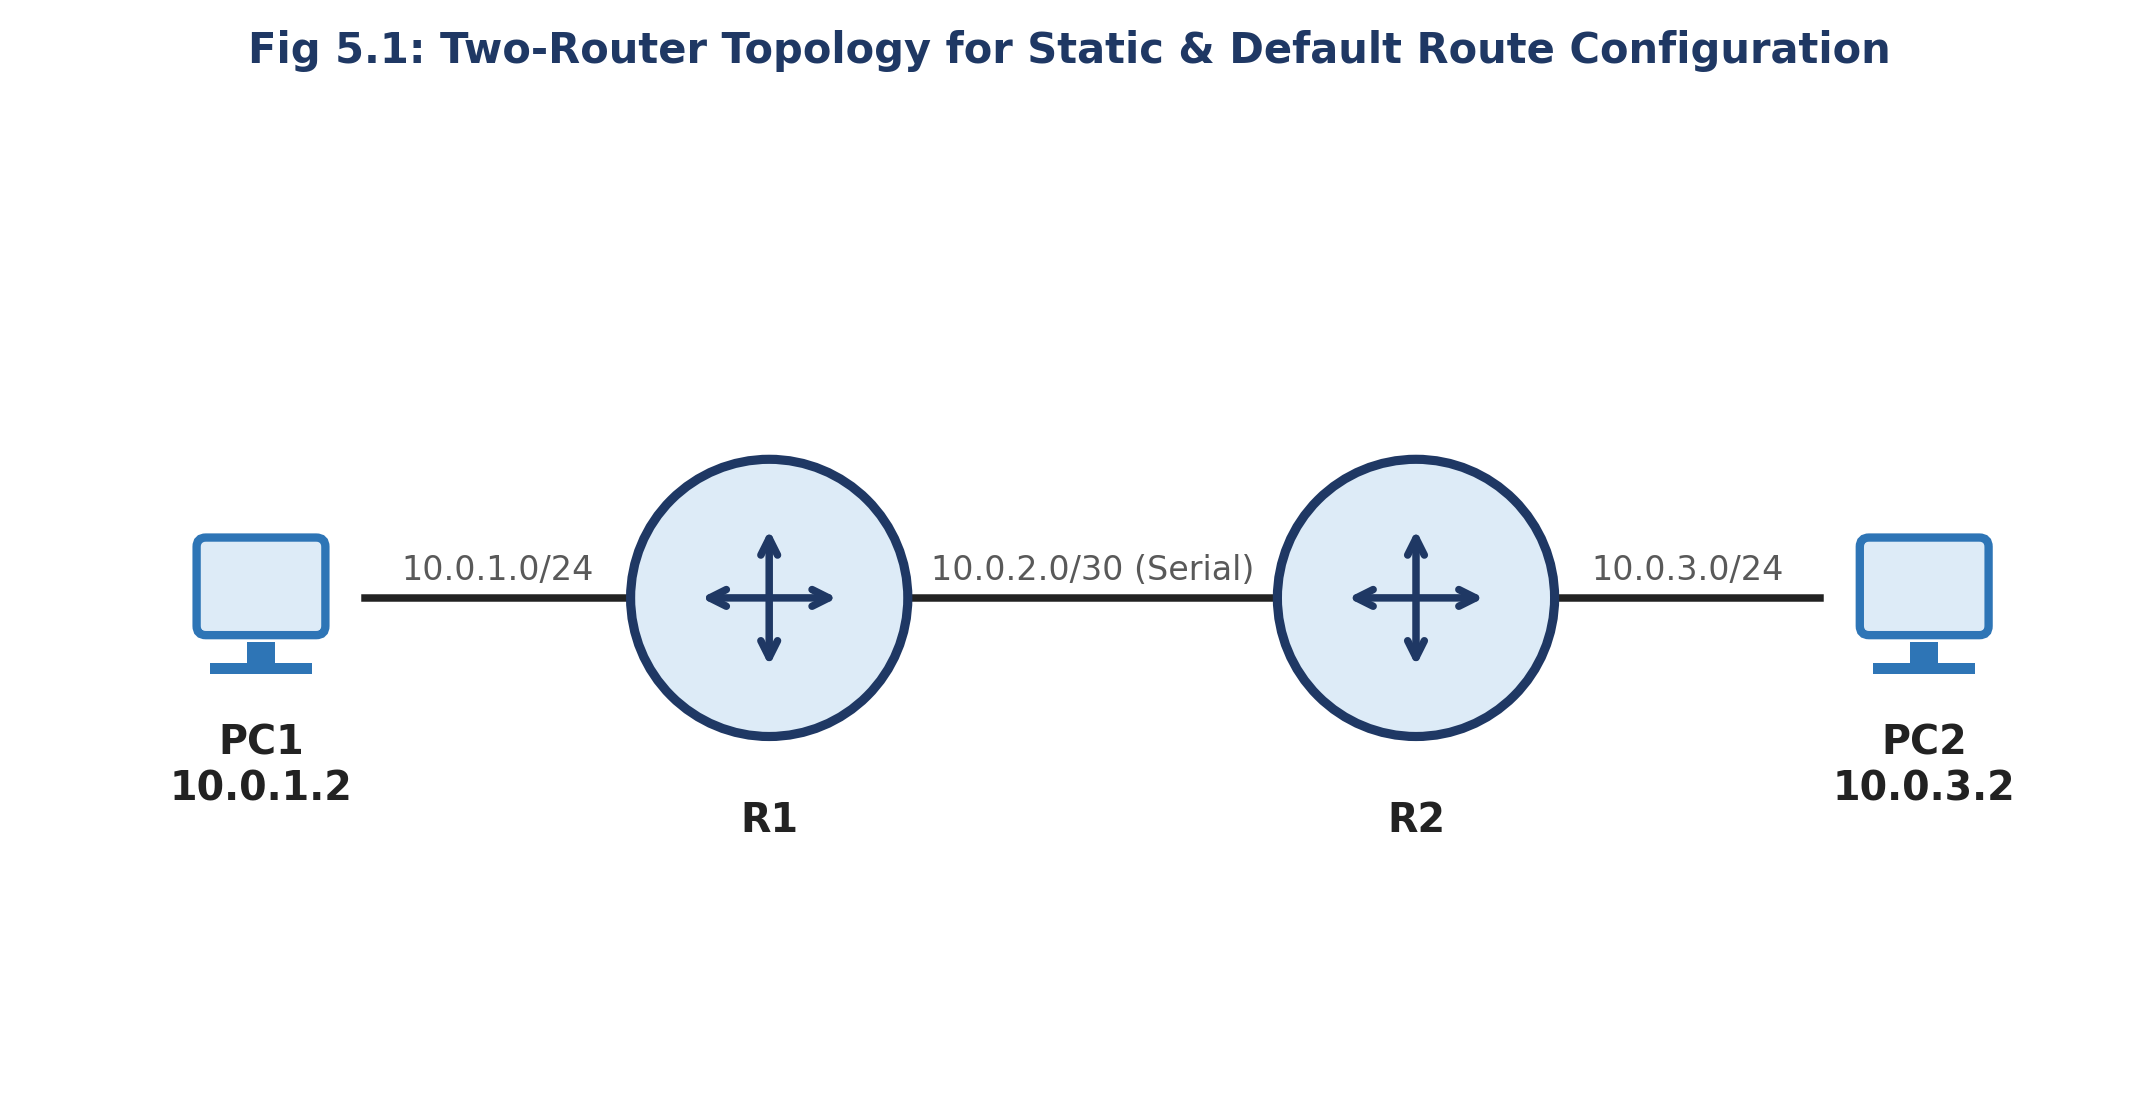 Fig 5.1: Two-Router Topology for Static & Default Route Configuration
10.0.1.0/24
10.0.2.0/30 (Serial)
10.0.3.0/24
PC1
10.0.1.2
R1
R2
PC2
10.0.3.2